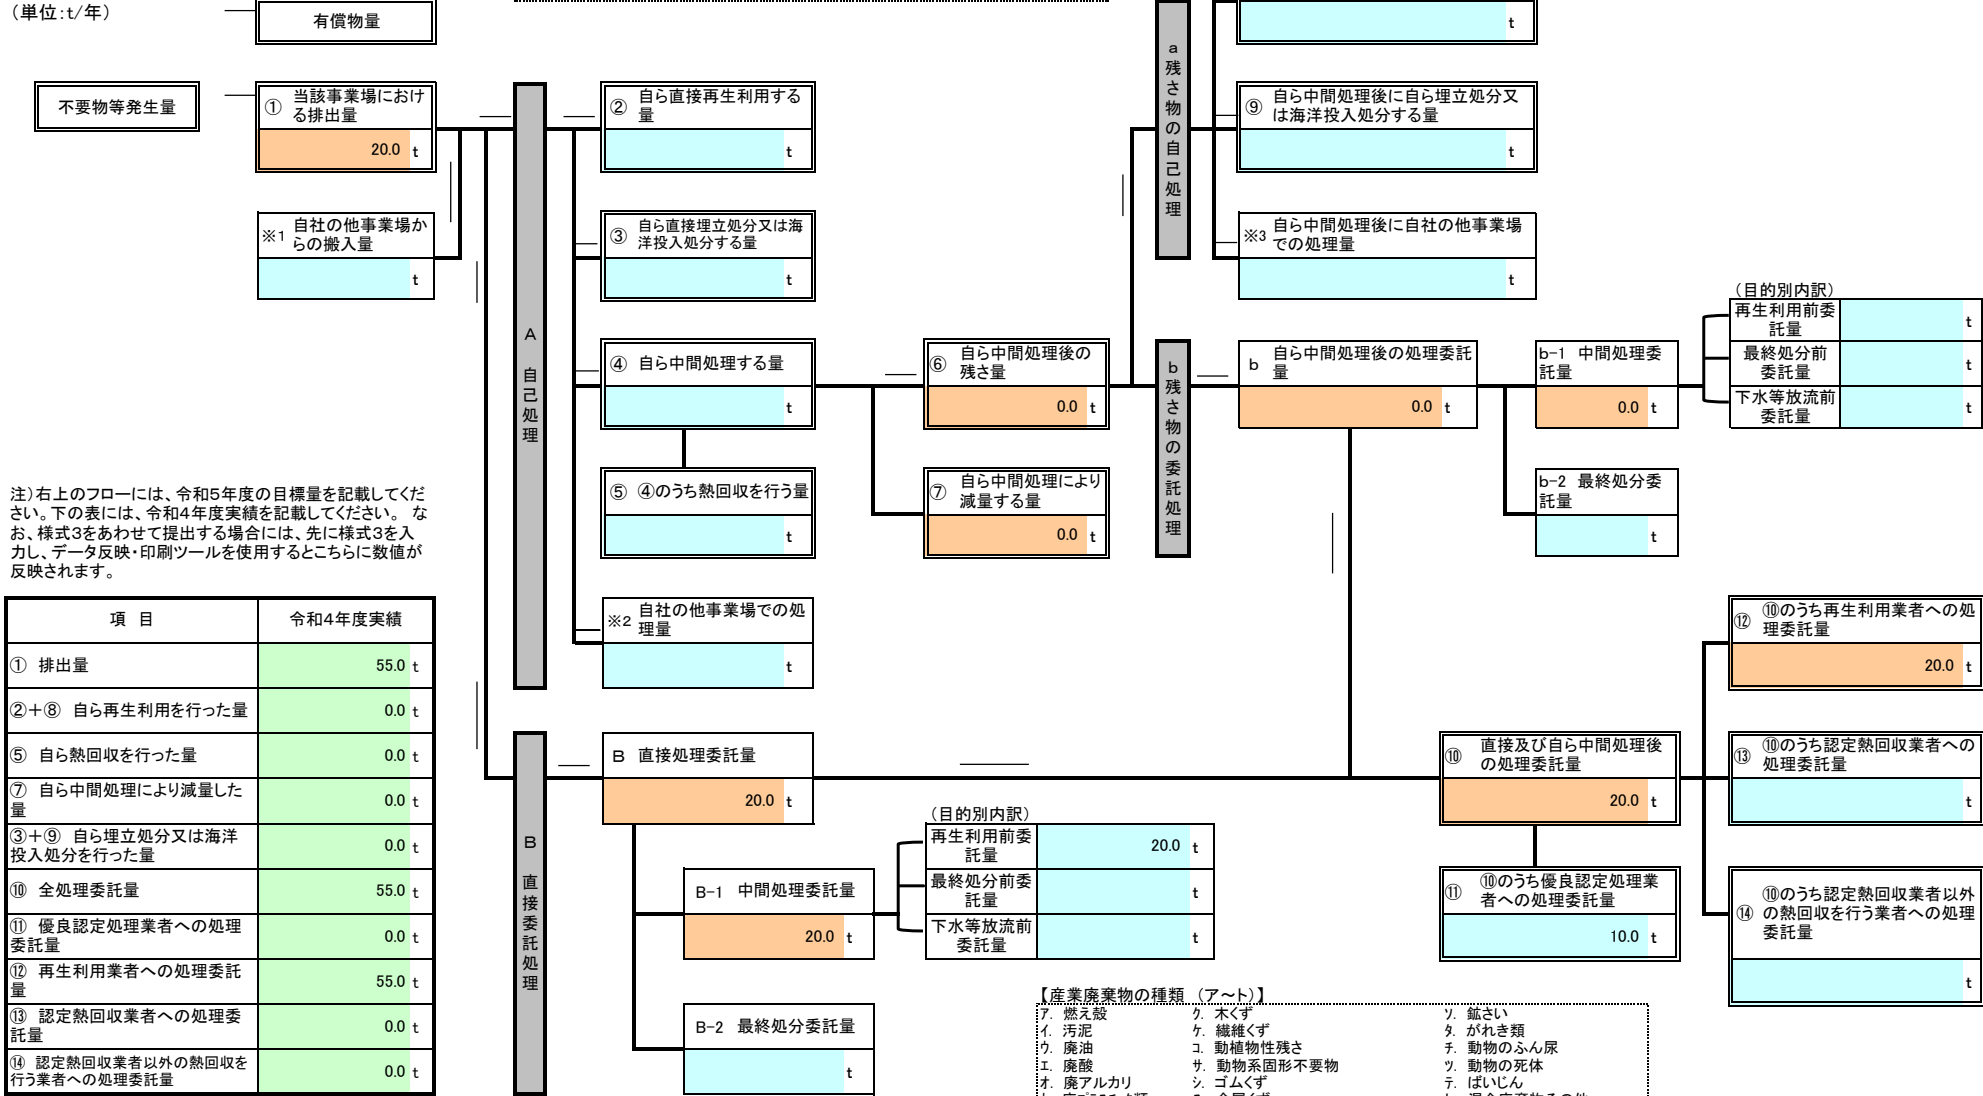 （単位:t/年）
有償物量
t
不要物等発生量
① 当該事業場におけ
る排出量
20.0 t
※1 自社の他事業場か
らの搬入量
t
A 自己処理
② 自ら直接再生利用する
量
t
③ 自ら直接埋立処分又は海
洋投入処分する量
t
④ 自ら中間処理する量
t
⑤ ④のうち熱回収を行う量
t
※2 自社の他事業場での処
理量
t
⑥ 自ら中間処理後の
残さ量
0.0 t
⑦ 自ら中間処理により
減量する量
0.0 t
a 残さ物の自己処理
⑨ 自ら中間処理後に自ら埋立処分又
は海洋投入処分する量
t
※3 自ら中間処理後に自社の他事業場
での処理量
t
b 残さ物の委託処理
b 自ら中間処理後の処理委託
量
0.0 t
b-1 中間処理委
託量
0.0 t
b-2 最終処分委
託量
t
（目的別内訳）
再生利用前委
託量
t
最終処分前
委託量
t
下水等放流前
委託量
t
注）右上のフローには、令和5年度の目標量を記載してくだ
さい。下の表には、令和4年度実績を記載してください。 な
お、様式3をあわせて提出する場合には、先に様式3を入
力し、データ反映・印刷ツールを使用するとこちらに数値が
反映されます。
項 目 令和4年度実績
① 排出量 55.0 t
②＋⑧ 自ら再生利用を行った量 0.0 t
⑤ 自ら熱回収を行った量 0.0 t
⑦ 自ら中間処理により減量した
量 0.0 t
③＋⑨ 自ら埋立処分又は海洋
投入処分を行った量 0.0 t
⑩ 全処理委託量 55.0 t
⑪ 優良認定処理業者への処理
委託量 0.0 t
⑫ 再生利用業者への処理委託
量 55.0 t
⑬ 認定熱回収業者への処理委
託量 0.0 t
⑭ 認定熱回収業者以外の熱回収を
行う業者への処理委託量 0.0 t
B 直接委託処理
B 直接処理委託量
20.0 t
B-1 中間処理委託量
20.0 t
B-2 最終処分委託量
t
（目的別内訳）
再生利用前委
託量
20.0 t
最終処分前委
託量
t
下水等放流前
委託量
t
⑩ 直接及び自ら中間処理後
の処理委託量
20.0 t
⑪ ⑩のうち優良認定処理業
者への処理委託量
10.0 t
⑫ ⑩のうち再生利用業者への処
理委託量
20.0 t
⑬ ⑩のうち認定熱回収業者への
処理委託量
t
⑭ ⑩のうち認定熱回収業者以外
の熱回収を行う業者への処理
委託量
t
【産業廃棄物の種類 （ア～ト）】
ア. 燃え殻 ク. 木くず ソ. 鉱さい
イ. 汚泥 ケ. 繊維くず タ. がれき類
ウ. 廃油 コ. 動植物性残さ チ. 動物のふん尿
エ. 廃酸 サ. 動物系固形不要物 ツ. 動物の死体
オ. 廃アルカリ シ. ゴムくず テ. ばいじん